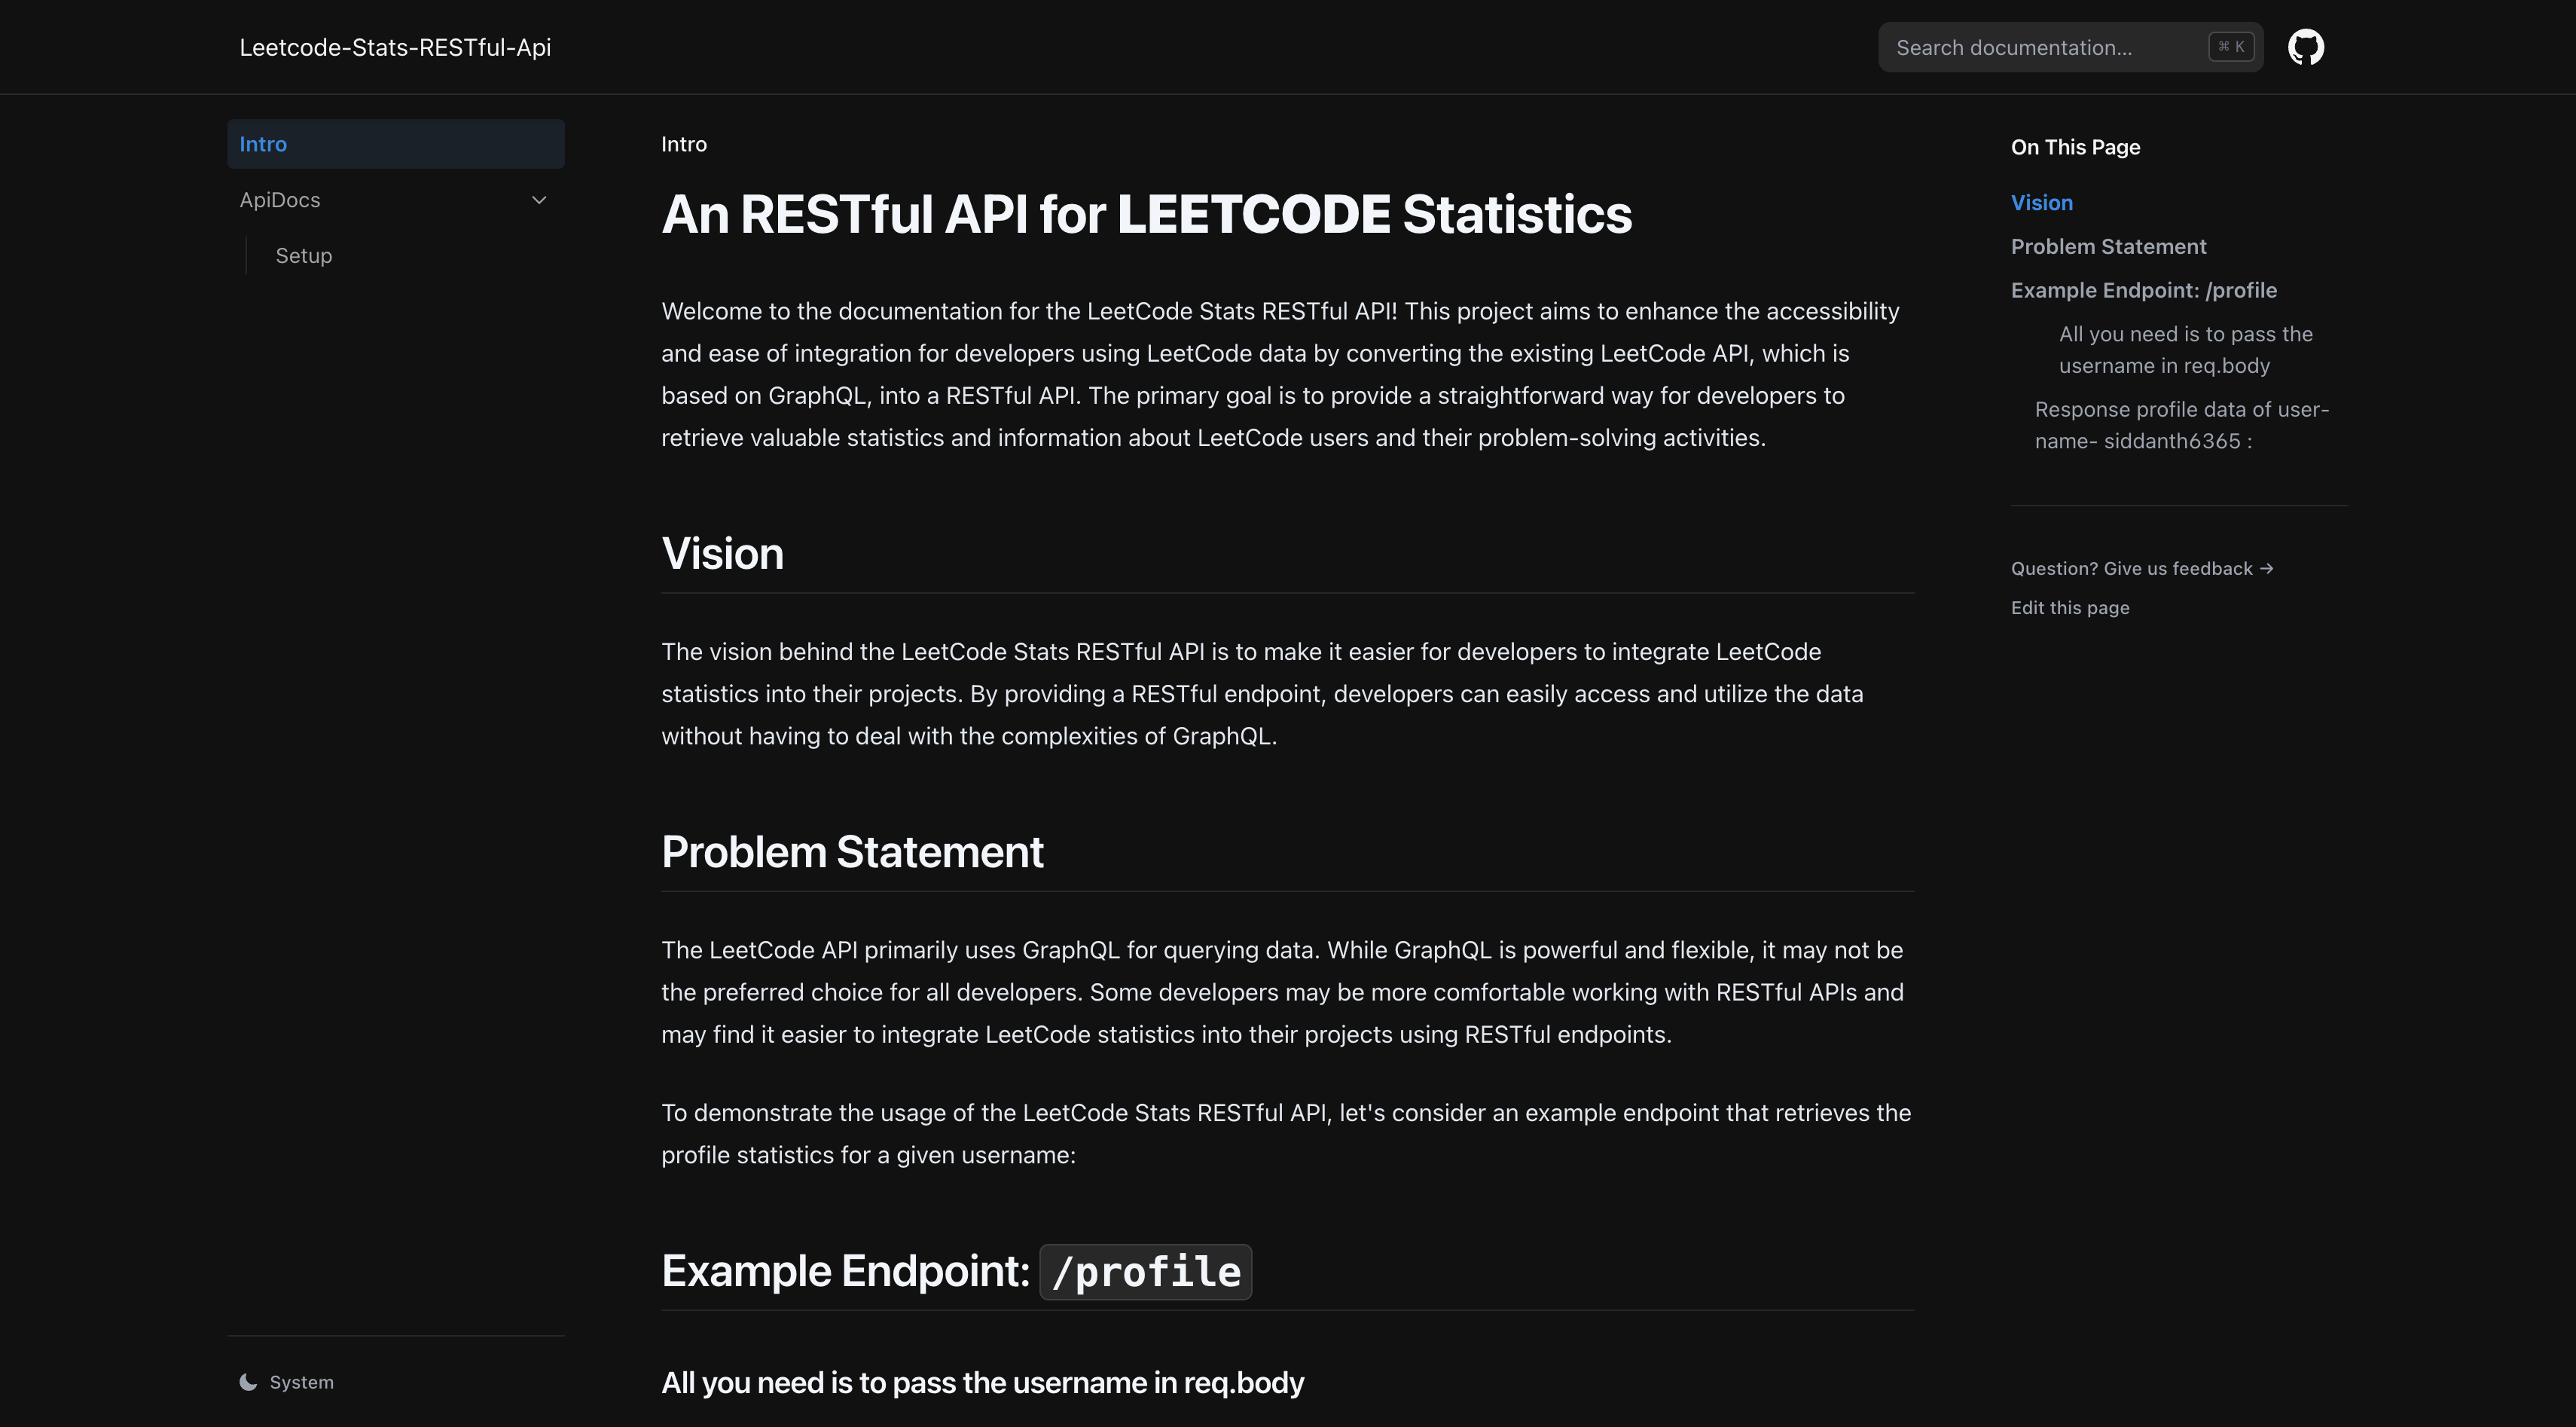 Leetcode-Stats-RESTful-Api
Search documentation...
⌘ K
Intro
ApiDocs
Setup
System
Intro
An RESTful API for LEETCODE Statistics
Welcome to the documentation for the LeetCode Stats RESTful API! This project aims to enhance the accessibility
and ease of integration for developers using LeetCode data by converting the existing LeetCode API, which is
based on GraphQL, into a RESTful API. The primary goal is to provide a straightforward way for developers to
retrieve valuable statistics and information about LeetCode users and their problem-solving activities.
Vision
The vision behind the LeetCode Stats RESTful API is to make it easier for developers to integrate LeetCode
statistics into their projects. By providing a RESTful endpoint, developers can easily access and utilize the data
without having to deal with the complexities of GraphQL.
Problem Statement
The LeetCode API primarily uses GraphQL for querying data. While GraphQL is powerful and flexible, it may not be
the preferred choice for all developers. Some developers may be more comfortable working with RESTful APIs and
may find it easier to integrate LeetCode statistics into their projects using RESTful endpoints.
To demonstrate the usage of the LeetCode Stats RESTful API, let's consider an example endpoint that retrieves the
profile statistics for a given username:
Example Endpoint: /profile
All you need is to pass the username in req.body
On This Page
Vision
Problem Statement
Example Endpoint: /profile
All you need is to pass the
username in req.body
Response profile data of user-
name- siddanth6365 :
Question? Give us feedback →
Edit this page